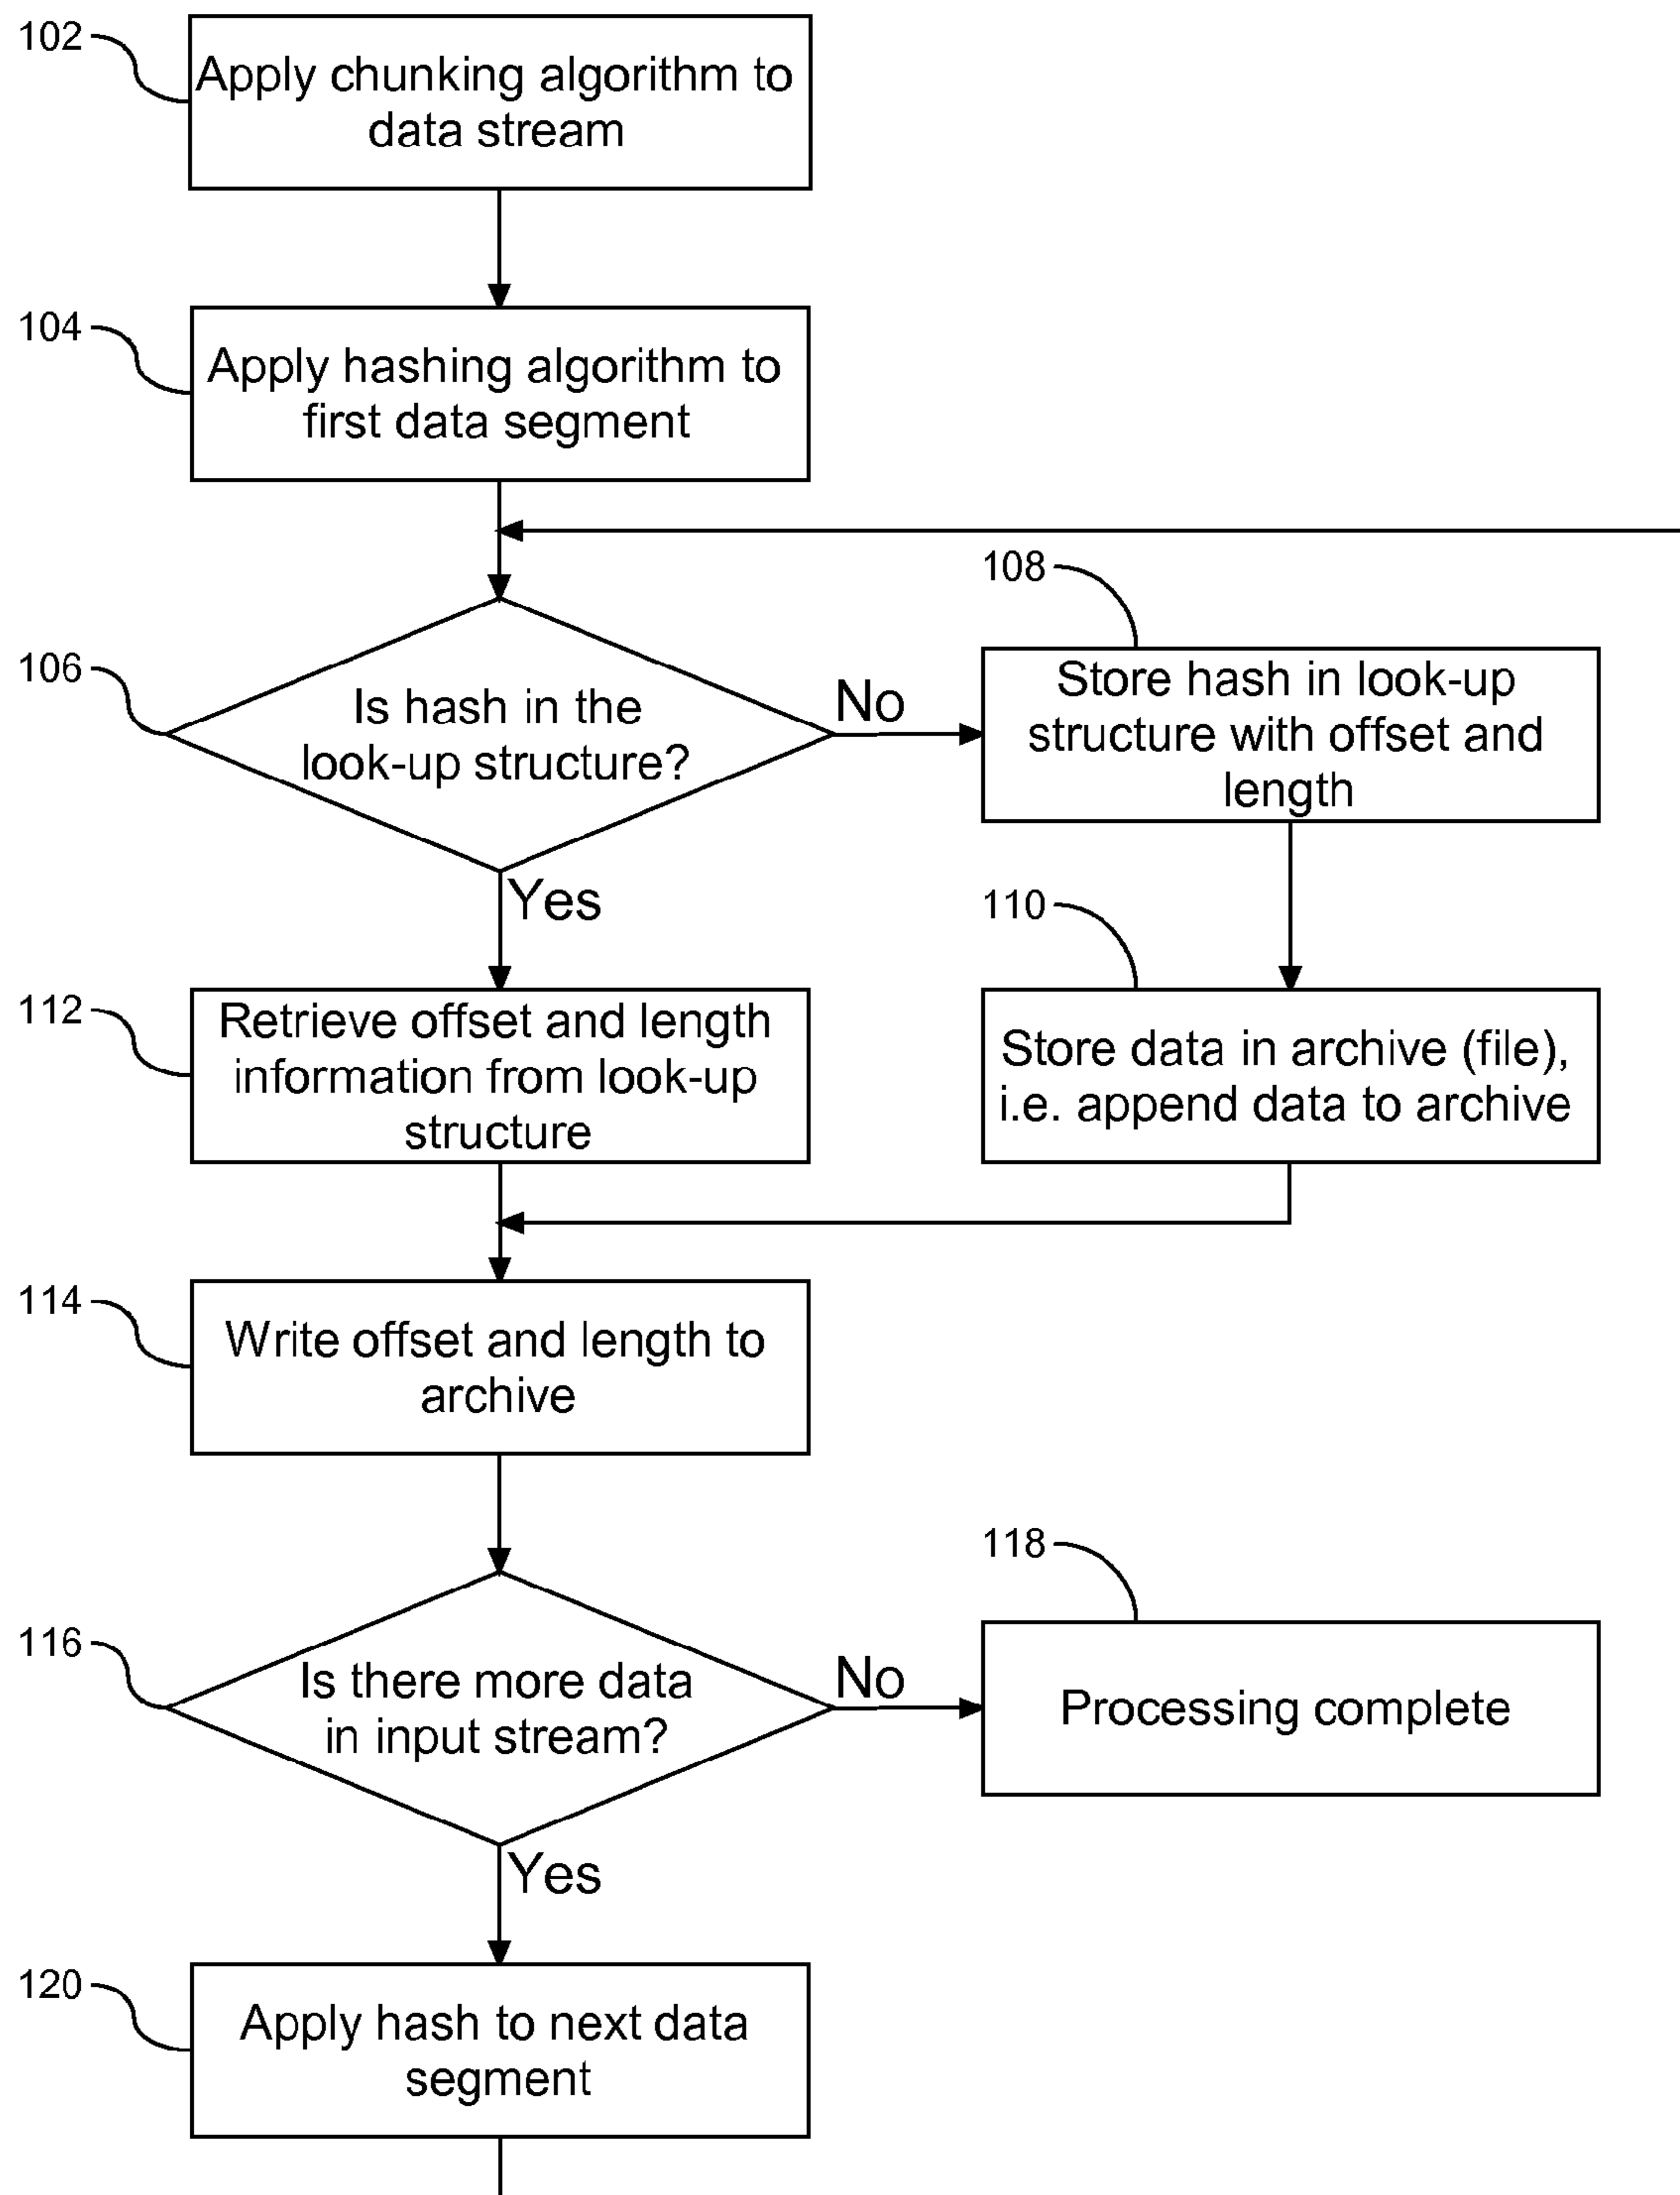 102
Apply chunking algorithm to
data stream
104
Apply hashing algorithm to
first data segment
106
Is hash in the
look-up structure?
No
108
Store hash in look-up
structure with offset and
length
Yes
110
Store data in archive (file),
i.e. append data to archive
112
Retrieve offset and length
information from look-up
structure
114
Write offset and length to
archive
116
Is there more data
in input stream?
No
118
Processing complete
Yes
120
Apply hash to next data
segment